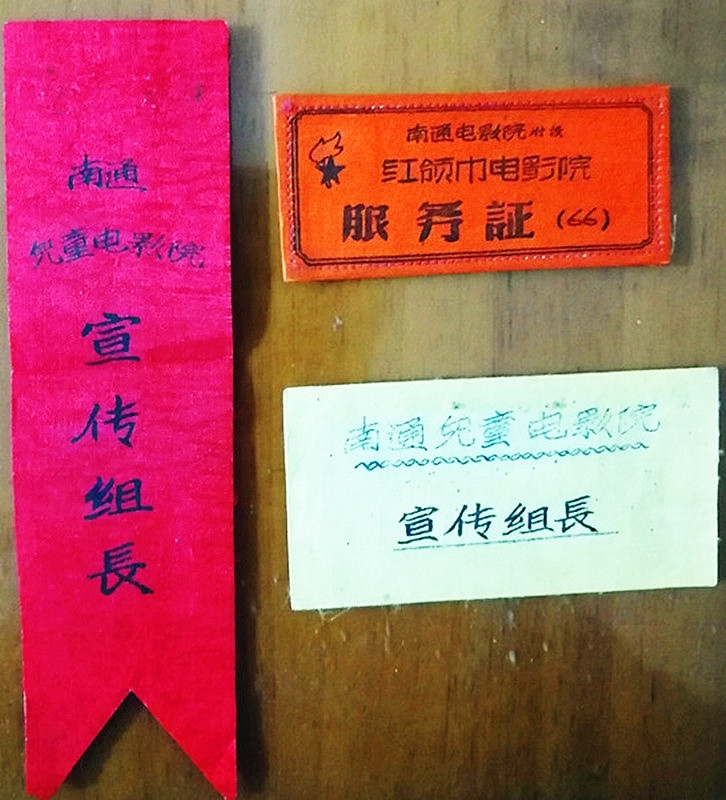 南通
兒童电影院
宣传组長
南通电影院附设
红领巾电影院
服务証(66)
南通兒童电影院
宣传组長